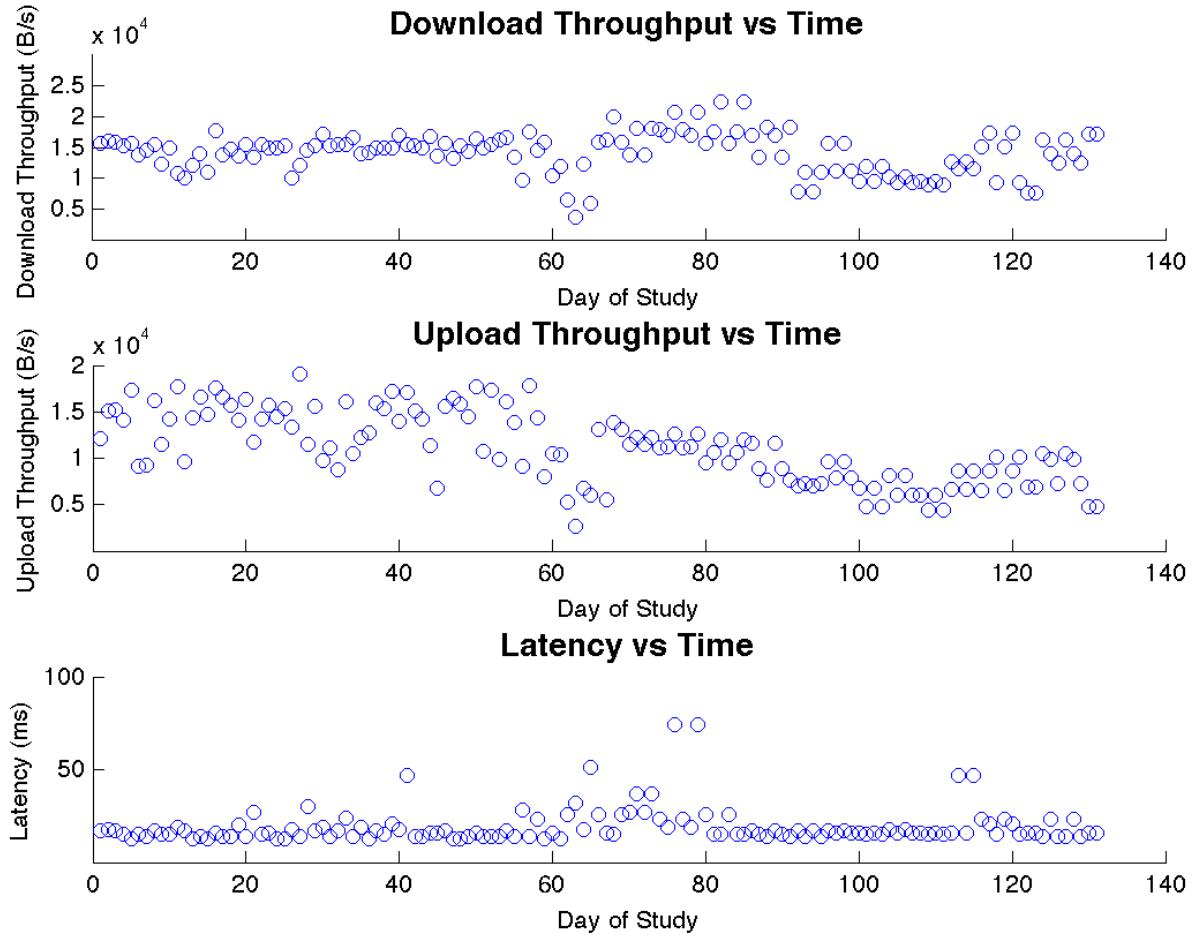 Download Throughput vs Time
x 10^4
Download Throughput (B/s)
2.5
2
1.5
1
0.5
0 20 40 60 80 100 120 140
Day of Study
Upload Throughput vs Time
x 10^4
Upload Throughput (B/s)
2
1.5
1
0.5
0 20 40 60 80 100 120 140
Day of Study
Latency vs Time
Latency (ms)
100
50
0 20 40 60 80 100 120 140
Day of Study